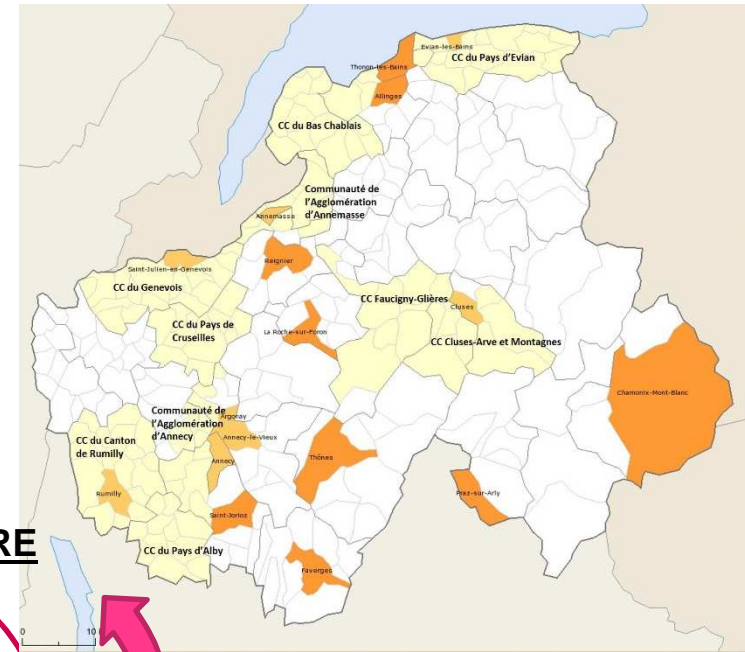 Evian-les-Bains
CC du Pays d'Evian
Thonon-les-Bains
Allinges
CC du Bas Chablais
Communauté de
l'Agglomération
d'Annemasse
Annemasse
Reignier
Saint-Julien-en-Genevois
CC du Genevois
CC Faucigny-Glières
Cluses
CC du Pays de
Cruseilles
La Roche-sur-Foron
CC Cluses-Arve et Montagnes
Chamonix-Mont-Blanc
Communauté de
l'Agglomération
d'Annecy
Argonay
Annecy-le-Vieux
CC du Canton
de Rumilly
Annecy
Thônes
Rumilly
Praz-sur-Arly
Saint-Jorioz
RE
CC du Pays d'Alby
Faverges
0
10